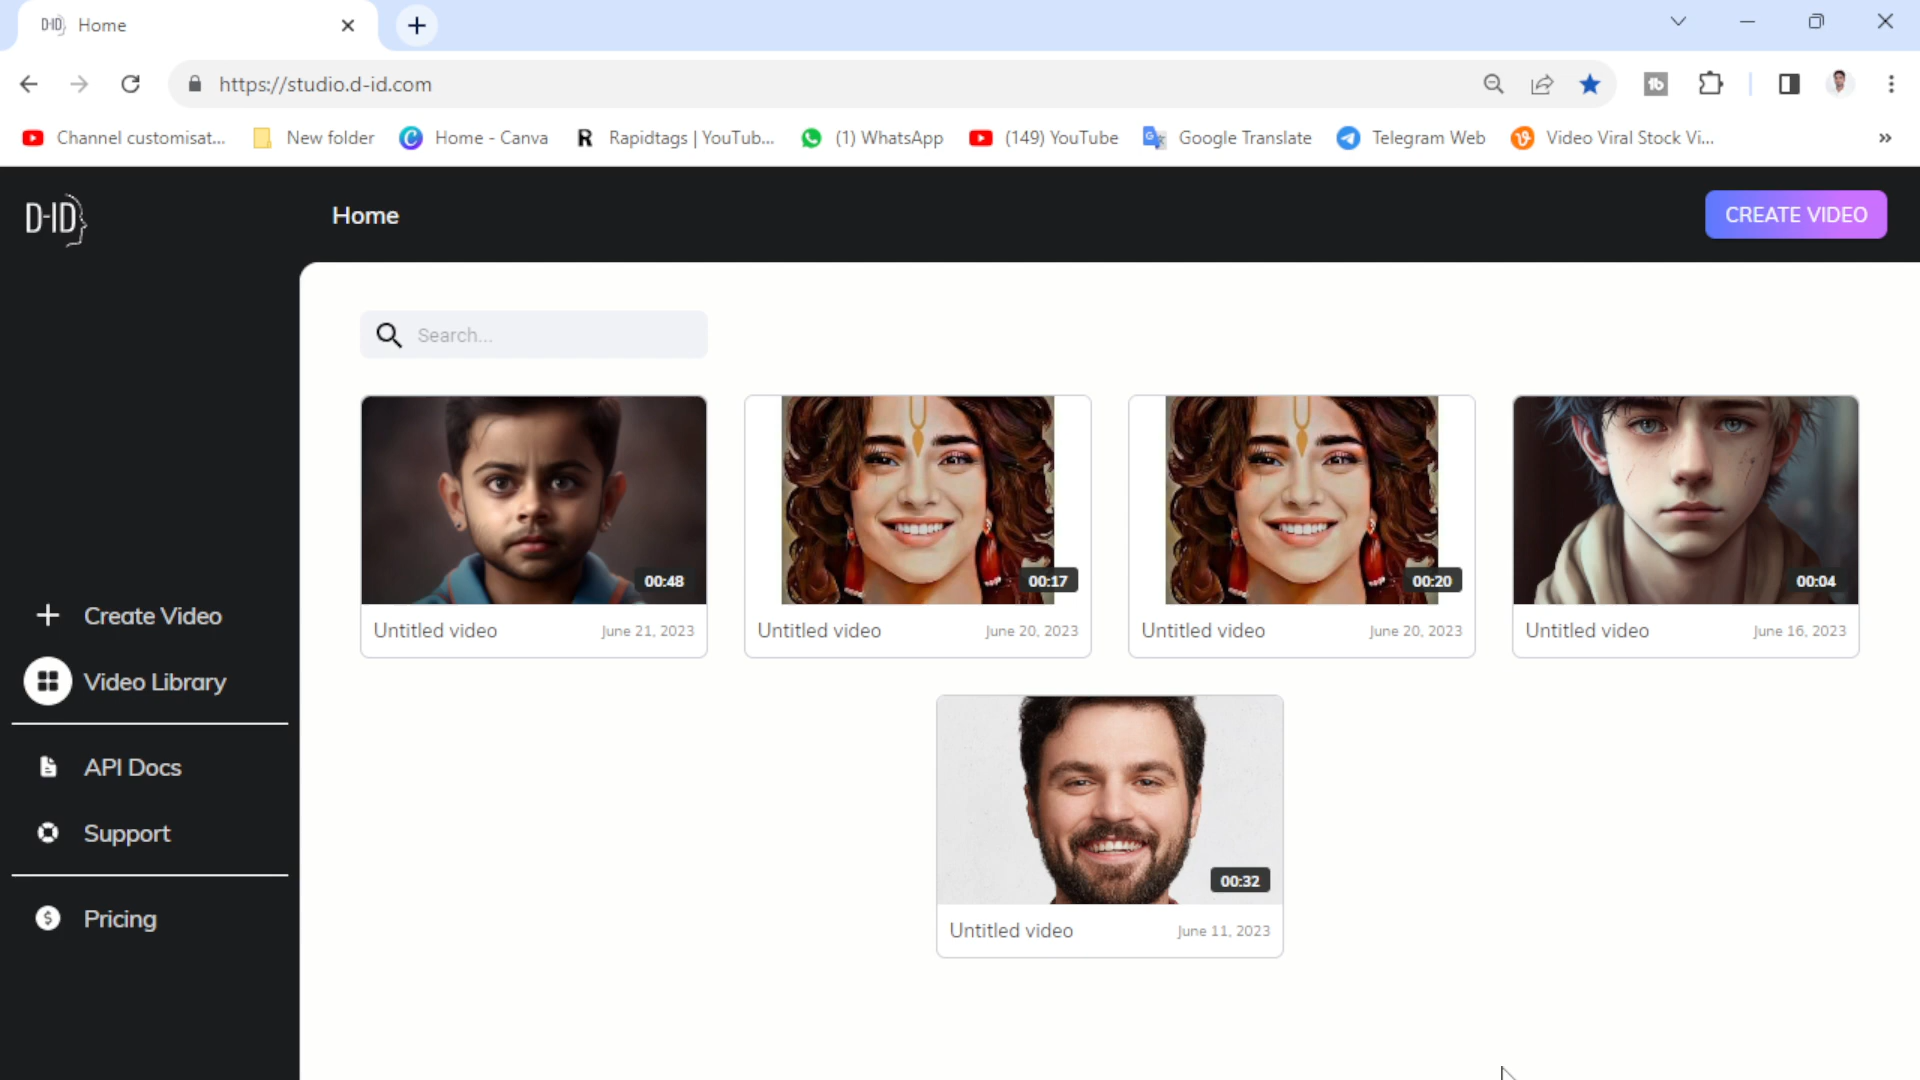 D-ID Home
https://studio.d-id.com
Channel customisat... New folder Home - Canva Rapidtags | YouTub... (1) WhatsApp (149) YouTube Google Translate Telegram Web Video Viral Stock Vi... »
D-ID Home CREATE VIDEO
Search...
00:48 00:17 00:20 00:04
Untitled video June 21, 2023 Untitled video June 20, 2023 Untitled video June 20, 2023 Untitled video June 16, 2023
Create Video
Video Library
API Docs
Support
Pricing
00:32
Untitled video June 11, 2023